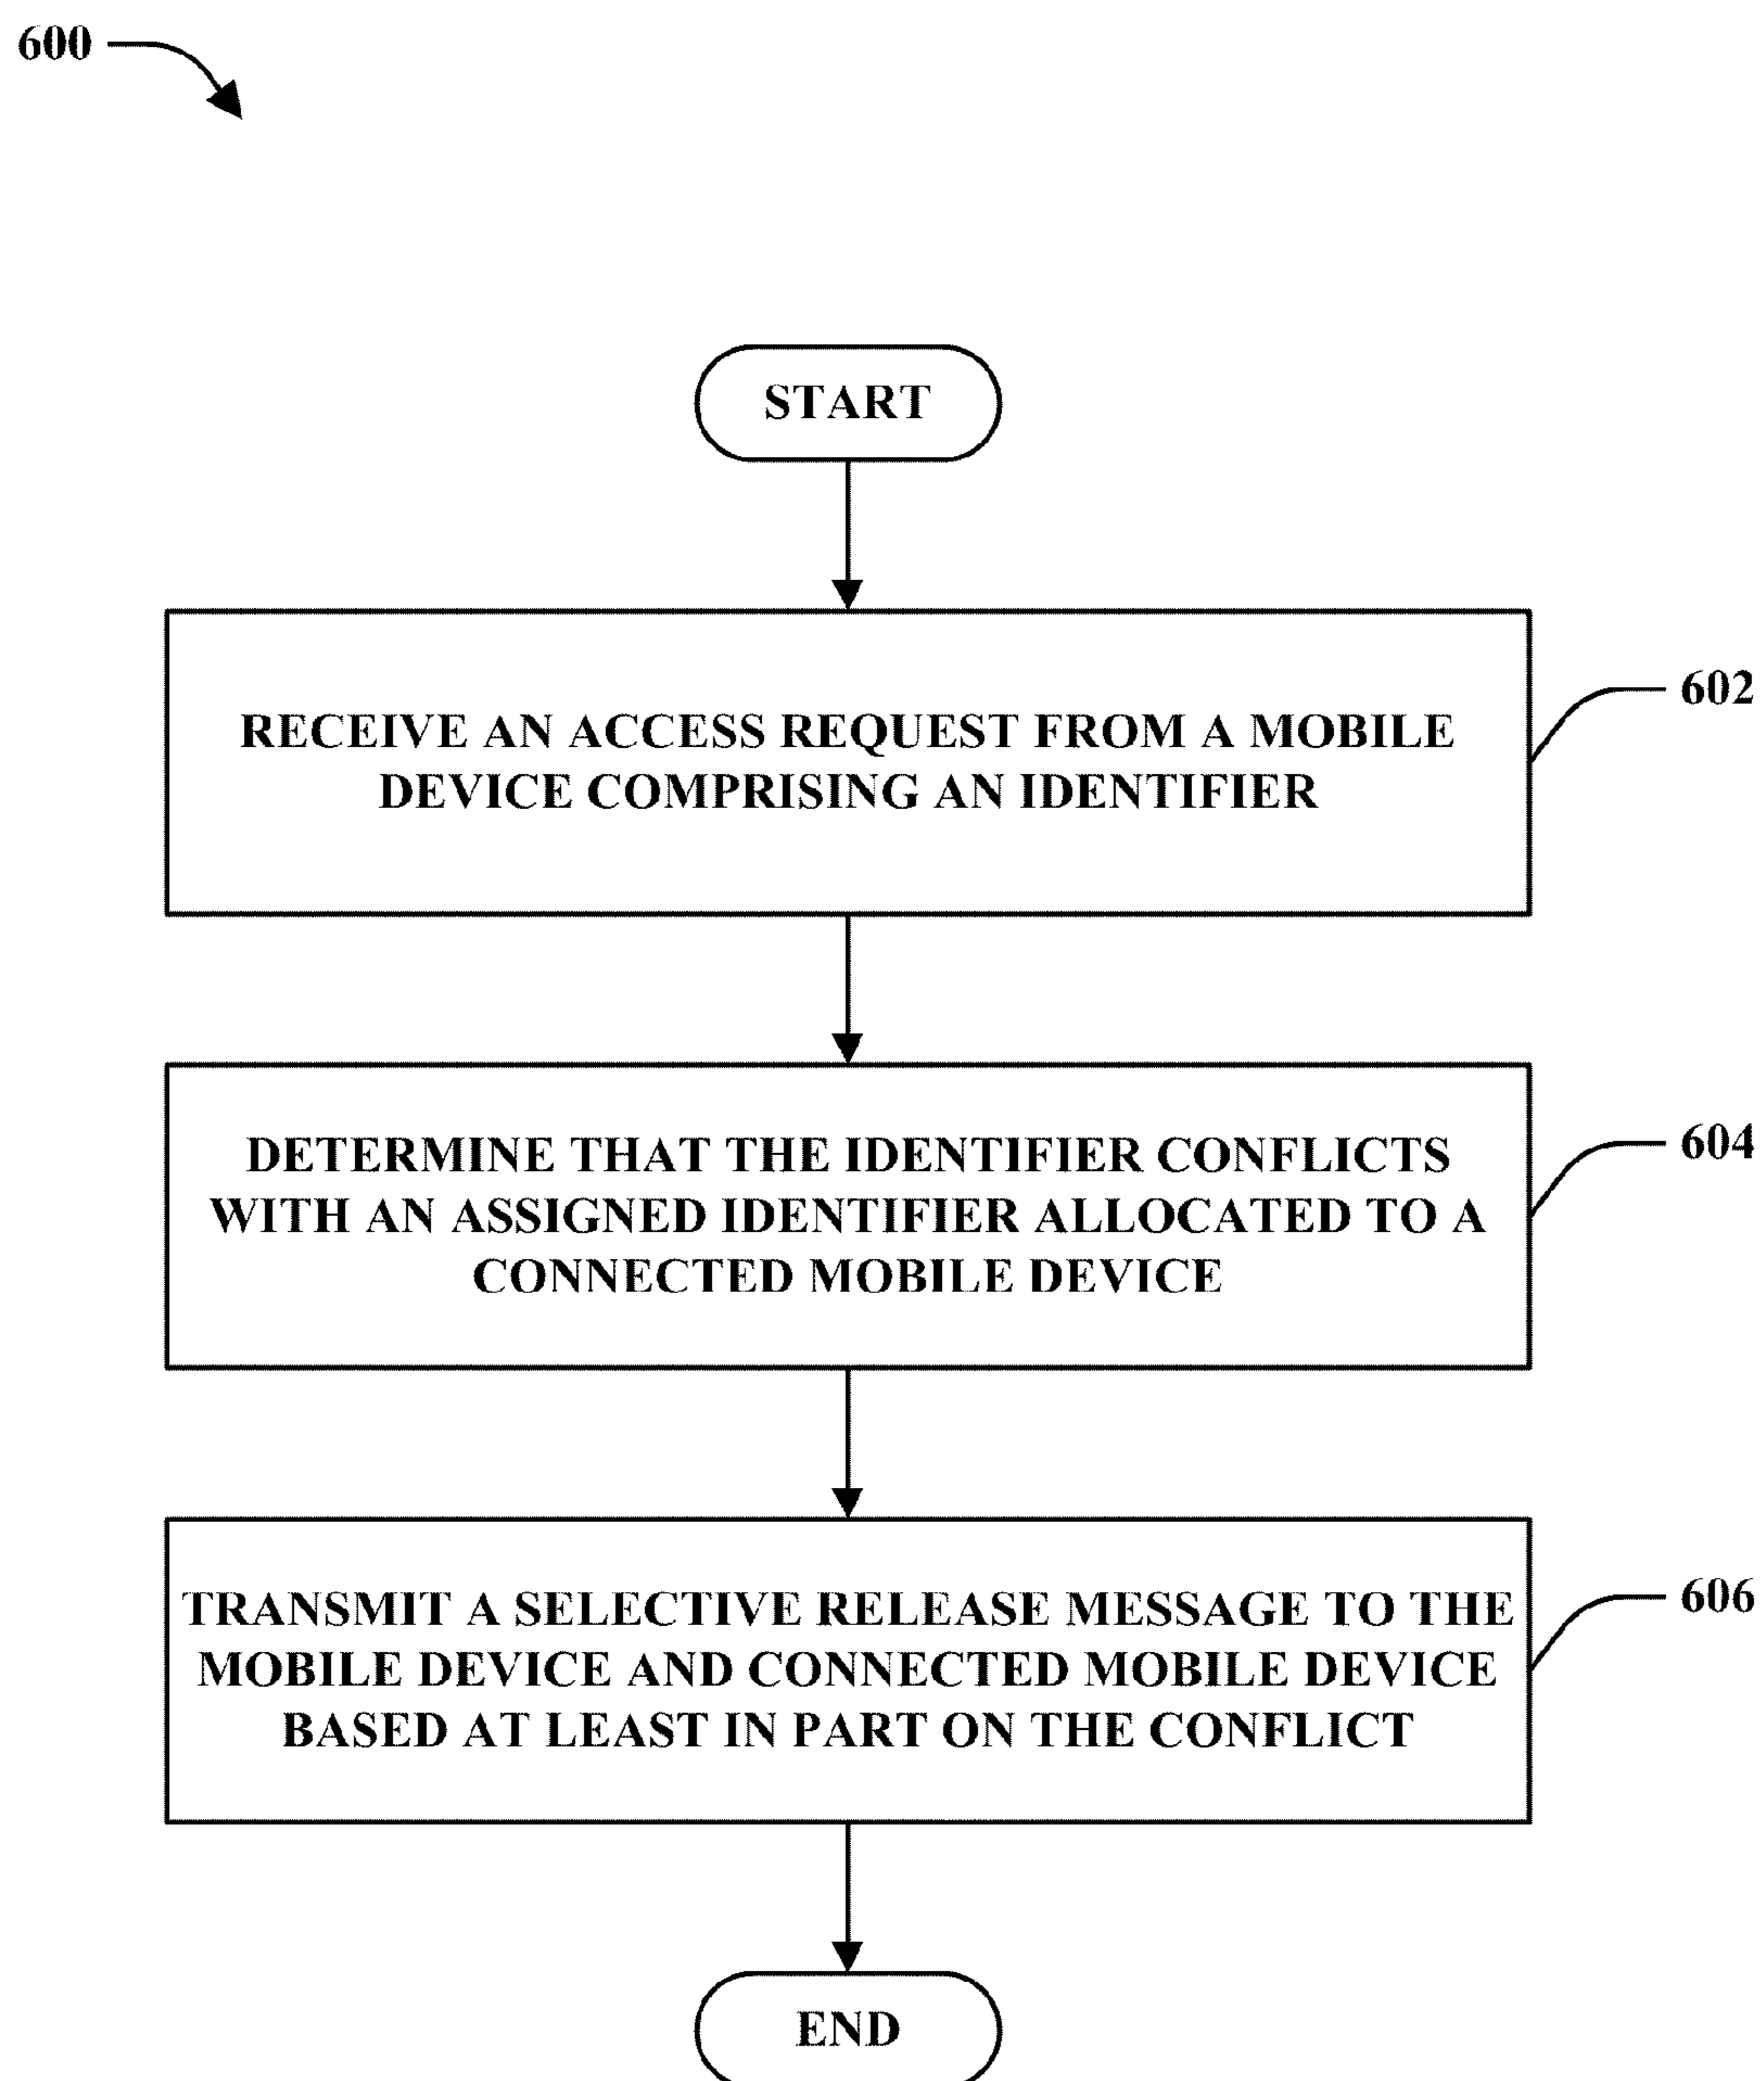 600
START
RECEIVE AN ACCESS REQUEST FROM A MOBILE
DEVICE COMPRISING AN IDENTIFIER
602
DETERMINE THAT THE IDENTIFIER CONFLICTS
WITH AN ASSIGNED IDENTIFIER ALLOCATED TO A
CONNECTED MOBILE DEVICE
604
TRANSMIT A SELECTIVE RELEASE MESSAGE TO THE
MOBILE DEVICE AND CONNECTED MOBILE DEVICE
BASED AT LEAST IN PART ON THE CONFLICT
606
END